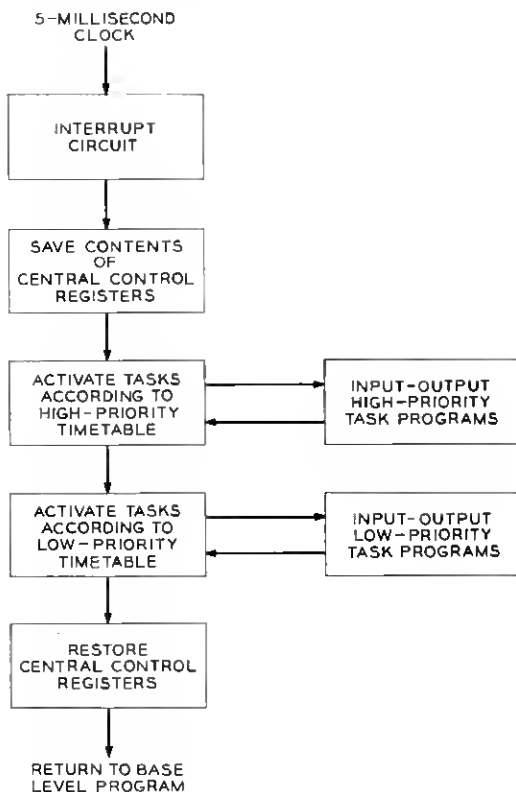 5-MILLISECOND
CLOCK
INTERRUPT
CIRCUIT
SAVE CONTENTS
OF
CENTRAL CONTROL
REGISTERS
ACTIVATE TASKS
ACCORDING TO
HIGH-PRIORITY
TIMETABLE
INPUT-OUTPUT
HIGH-PRIORITY
TASK PROGRAMS
ACTIVATE TASKS
ACCORDING TO
LOW-PRIORITY
TIMETABLE
INPUT-OUTPUT
LOW-PRIORITY
TASK PROGRAMS
RESTORE
CENTRAL CONTROL
REGISTERS
RETURN TO BASE
LEVEL PROGRAM